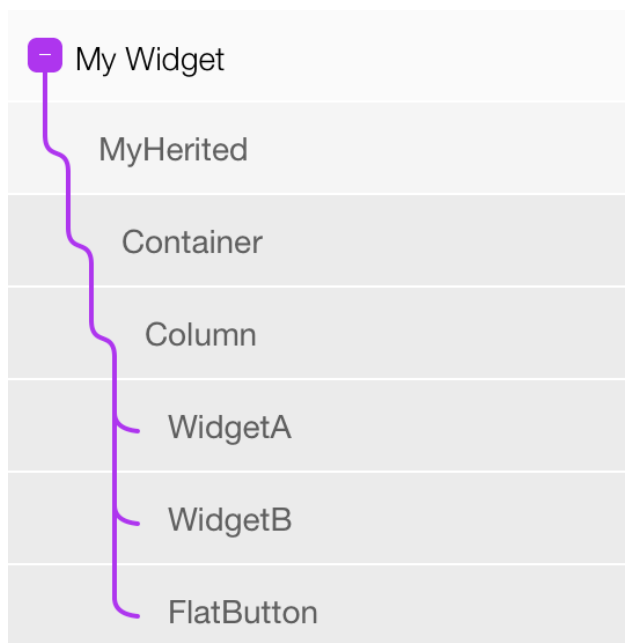 My Widget
MyHerited
Container
Column
WidgetA
WidgetB
FlatButton